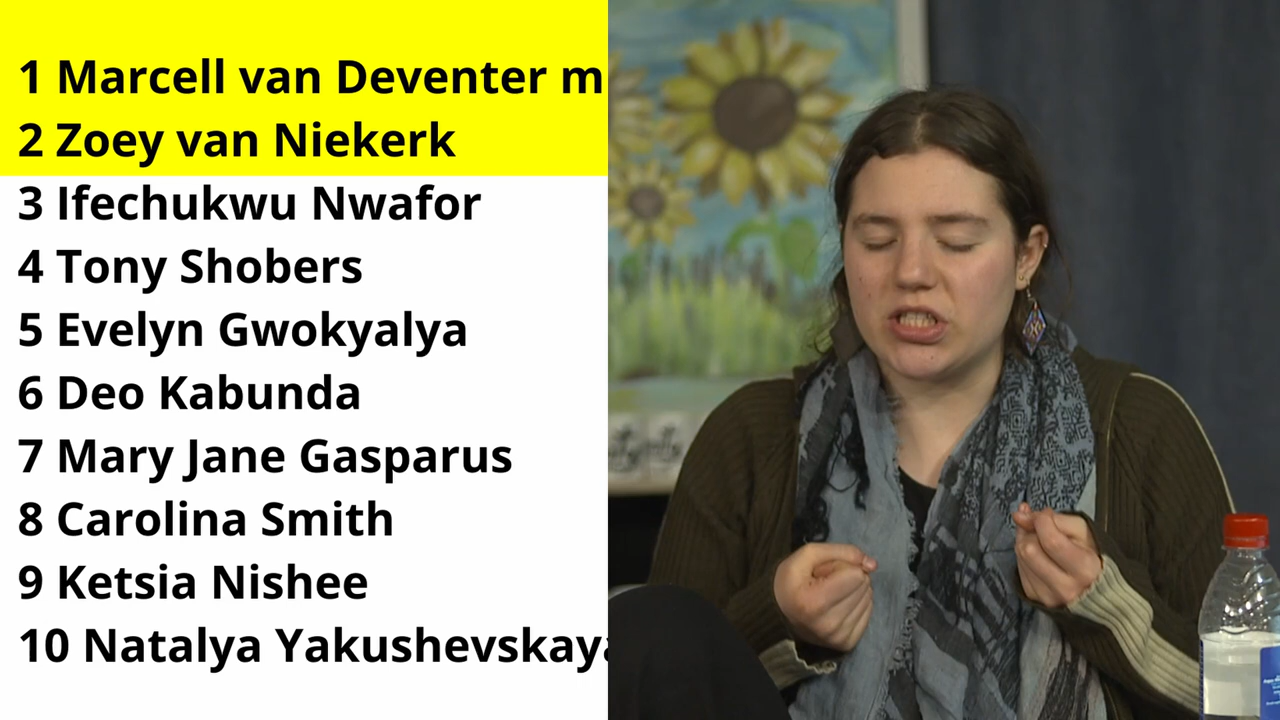 1 Marcell van Deventer m
2 Zoey van Niekerk
3 Ifechukwu Nwafor
4 Tony Shobers
5 Evelyn Gwokyalya
6 Deo Kabunda
7 Mary Jane Gasparus
8 Carolina Smith
9 Ketsia Nishee
10 Natalya Yakushevskaya